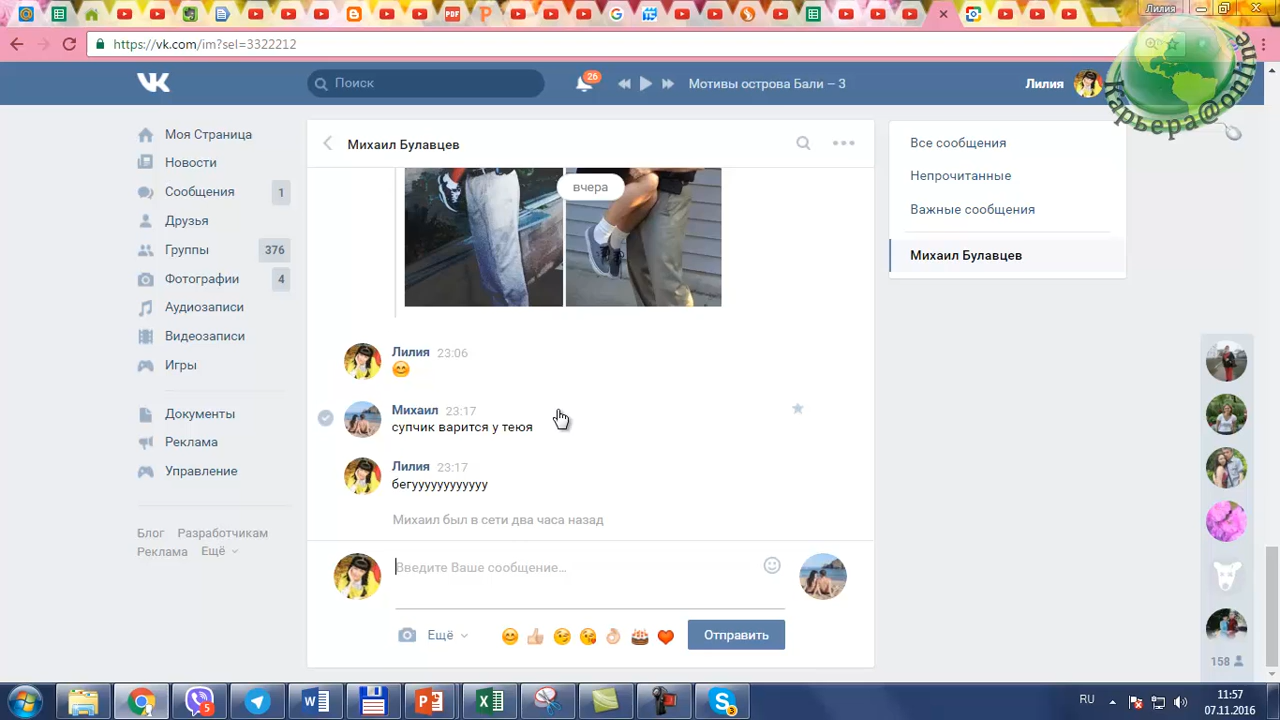 Лилия
https://vk.com/im?sel=3322212
Карьера@online
Поиск
26
Мотивы острова Бали – 3
Лилия
Моя Страница
Новости
Сообщения 1
Друзья
Группы 376
Фотографии 4
Аудиозаписи
Видеозаписи
Игры
Документы
Реклама
Управление
Блог Разработчикам
Реклама Ещё
Михаил Булавцев
вчера
Лилия 23:06
Михаил 23:17
супчик варится у теюя
Лилия 23:17
бегуууууууууууу
Михаил был в сети два часа назад
Введите Ваше сообщение...
Ещё
Отправить
Все сообщения
Непрочитанные
Важные сообщения
Михаил Булавцев
158
5
3
RU
11:57
07.11.2016